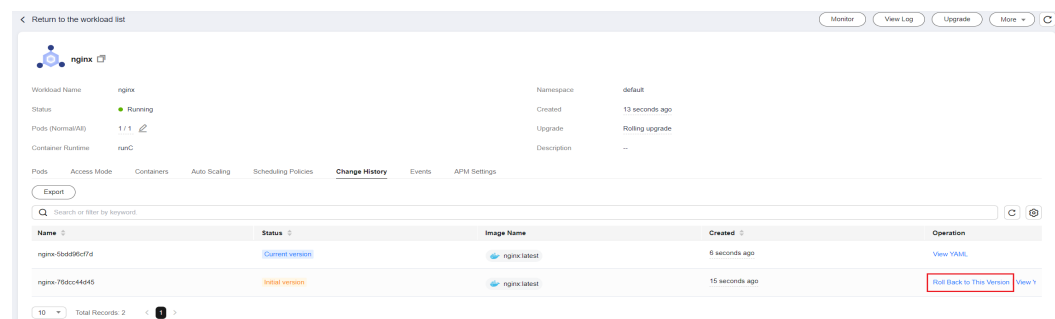 Return to the workload list Monitor View Log Upgrade More
nginx
Workload Name nginx Namespace default
Status Running Created 13 seconds ago
Pods (Normal/All) 1 / 1 Upgrade Rolling upgrade
Container Runtime runC Description --
Pods Access Mode Containers Auto Scaling Scheduling Policies Change History Events APM Settings
Export
Search or filter by keyword.
Name Status Image Name Created Operation
nginx-5bdd96cf7d Current version nginx:latest 6 seconds ago View YAML
nginx-76dcc44d45 Initial version nginx:latest 15 seconds ago Roll Back to This Version View Y
10 Total Records: 2 < 1 >